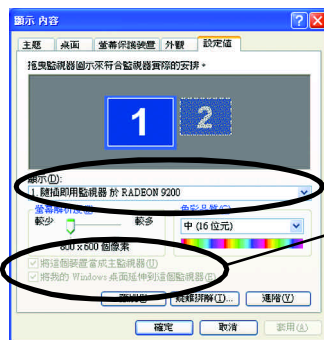 顯示 內容
主題 桌面 螢幕保護裝置 外觀 設定值
拖曳監視器圖示來符合監視器實際的安排。
1 2
顯示(D):
1. 隨插即用監視器 於 RADEON 9200
螢幕解析度 色彩品質(C)
較少 較多 中 (16 位元)
800 x 600 個像素
將這個裝置當成主監視器(U)
將我的 Windows 桌面延伸到這個監視器(E)
疑難排解(T)... 進階(V)
確定 取消 套用(A)